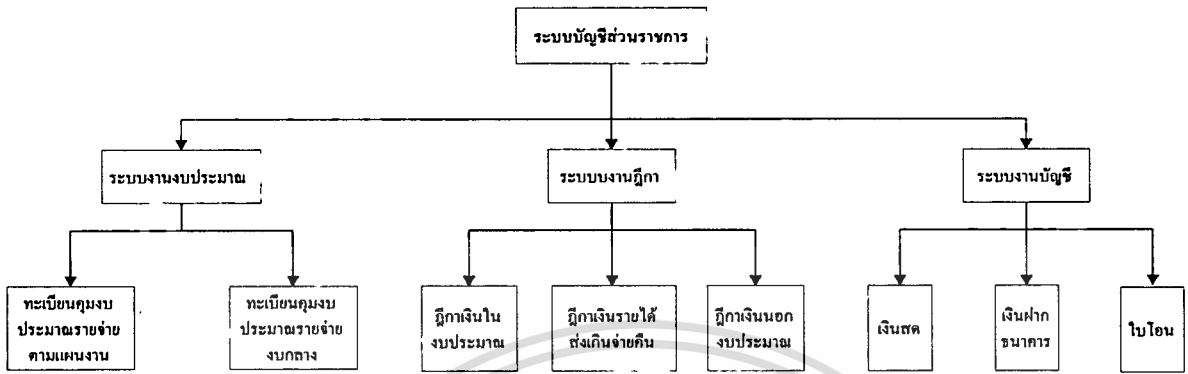 ระบบบัญชีส่วนราชการ
ระบบงานงบประมาณ
ระบบบงานฎีกา
ระบบงานบัญชี
ทะเบียนคุมงบ
ประมาณรายจ่าย
ตามแผนงาน
ทะเบียนคุมงบ
ประมาณรายจ่าย
งบกลาง
ฎีกาเงินใน
งบประมาณ
ฎีกาเงินรายได้
ส่งเกินจ่ายคืน
ฎีกาเงินนอก
งบประมาณ
เงินสด
เงินฝาก
ธนาคาร
ใบโอน